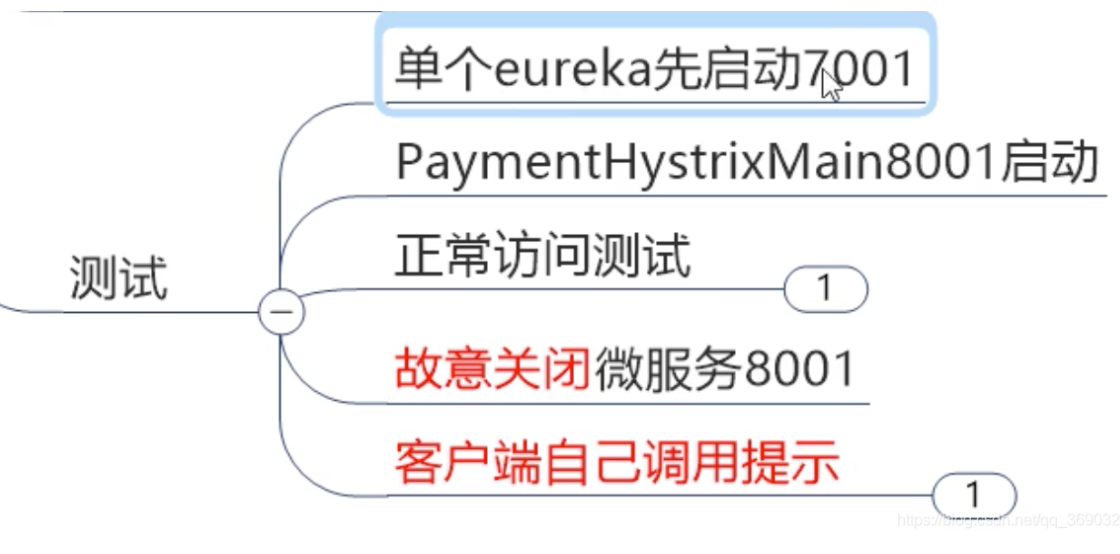 单个eureka先启动7001
PaymentHystrixMain8001启动
正常访问测试
1
测试
故意关闭微服务8001
客户端自己调用提示
1
https://blog.csdn.net/qq_369032